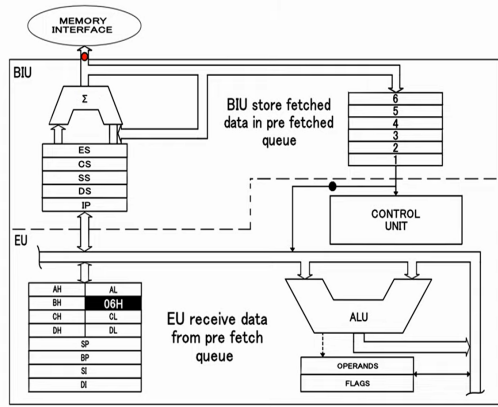 MEMORY
INTERFACE
BIU
Σ
BIU store fetched
data in pre fetched
queue
6
5
4
3
2
1
ES
CS
SS
DS
IP
CONTROL
UNIT
EU
AH AL
BH 06H
CH CL
DH DL
SP
BP
SI
DI
EU receive data
from pre fetch
queue
ALU
OPERANDS
FLAGS